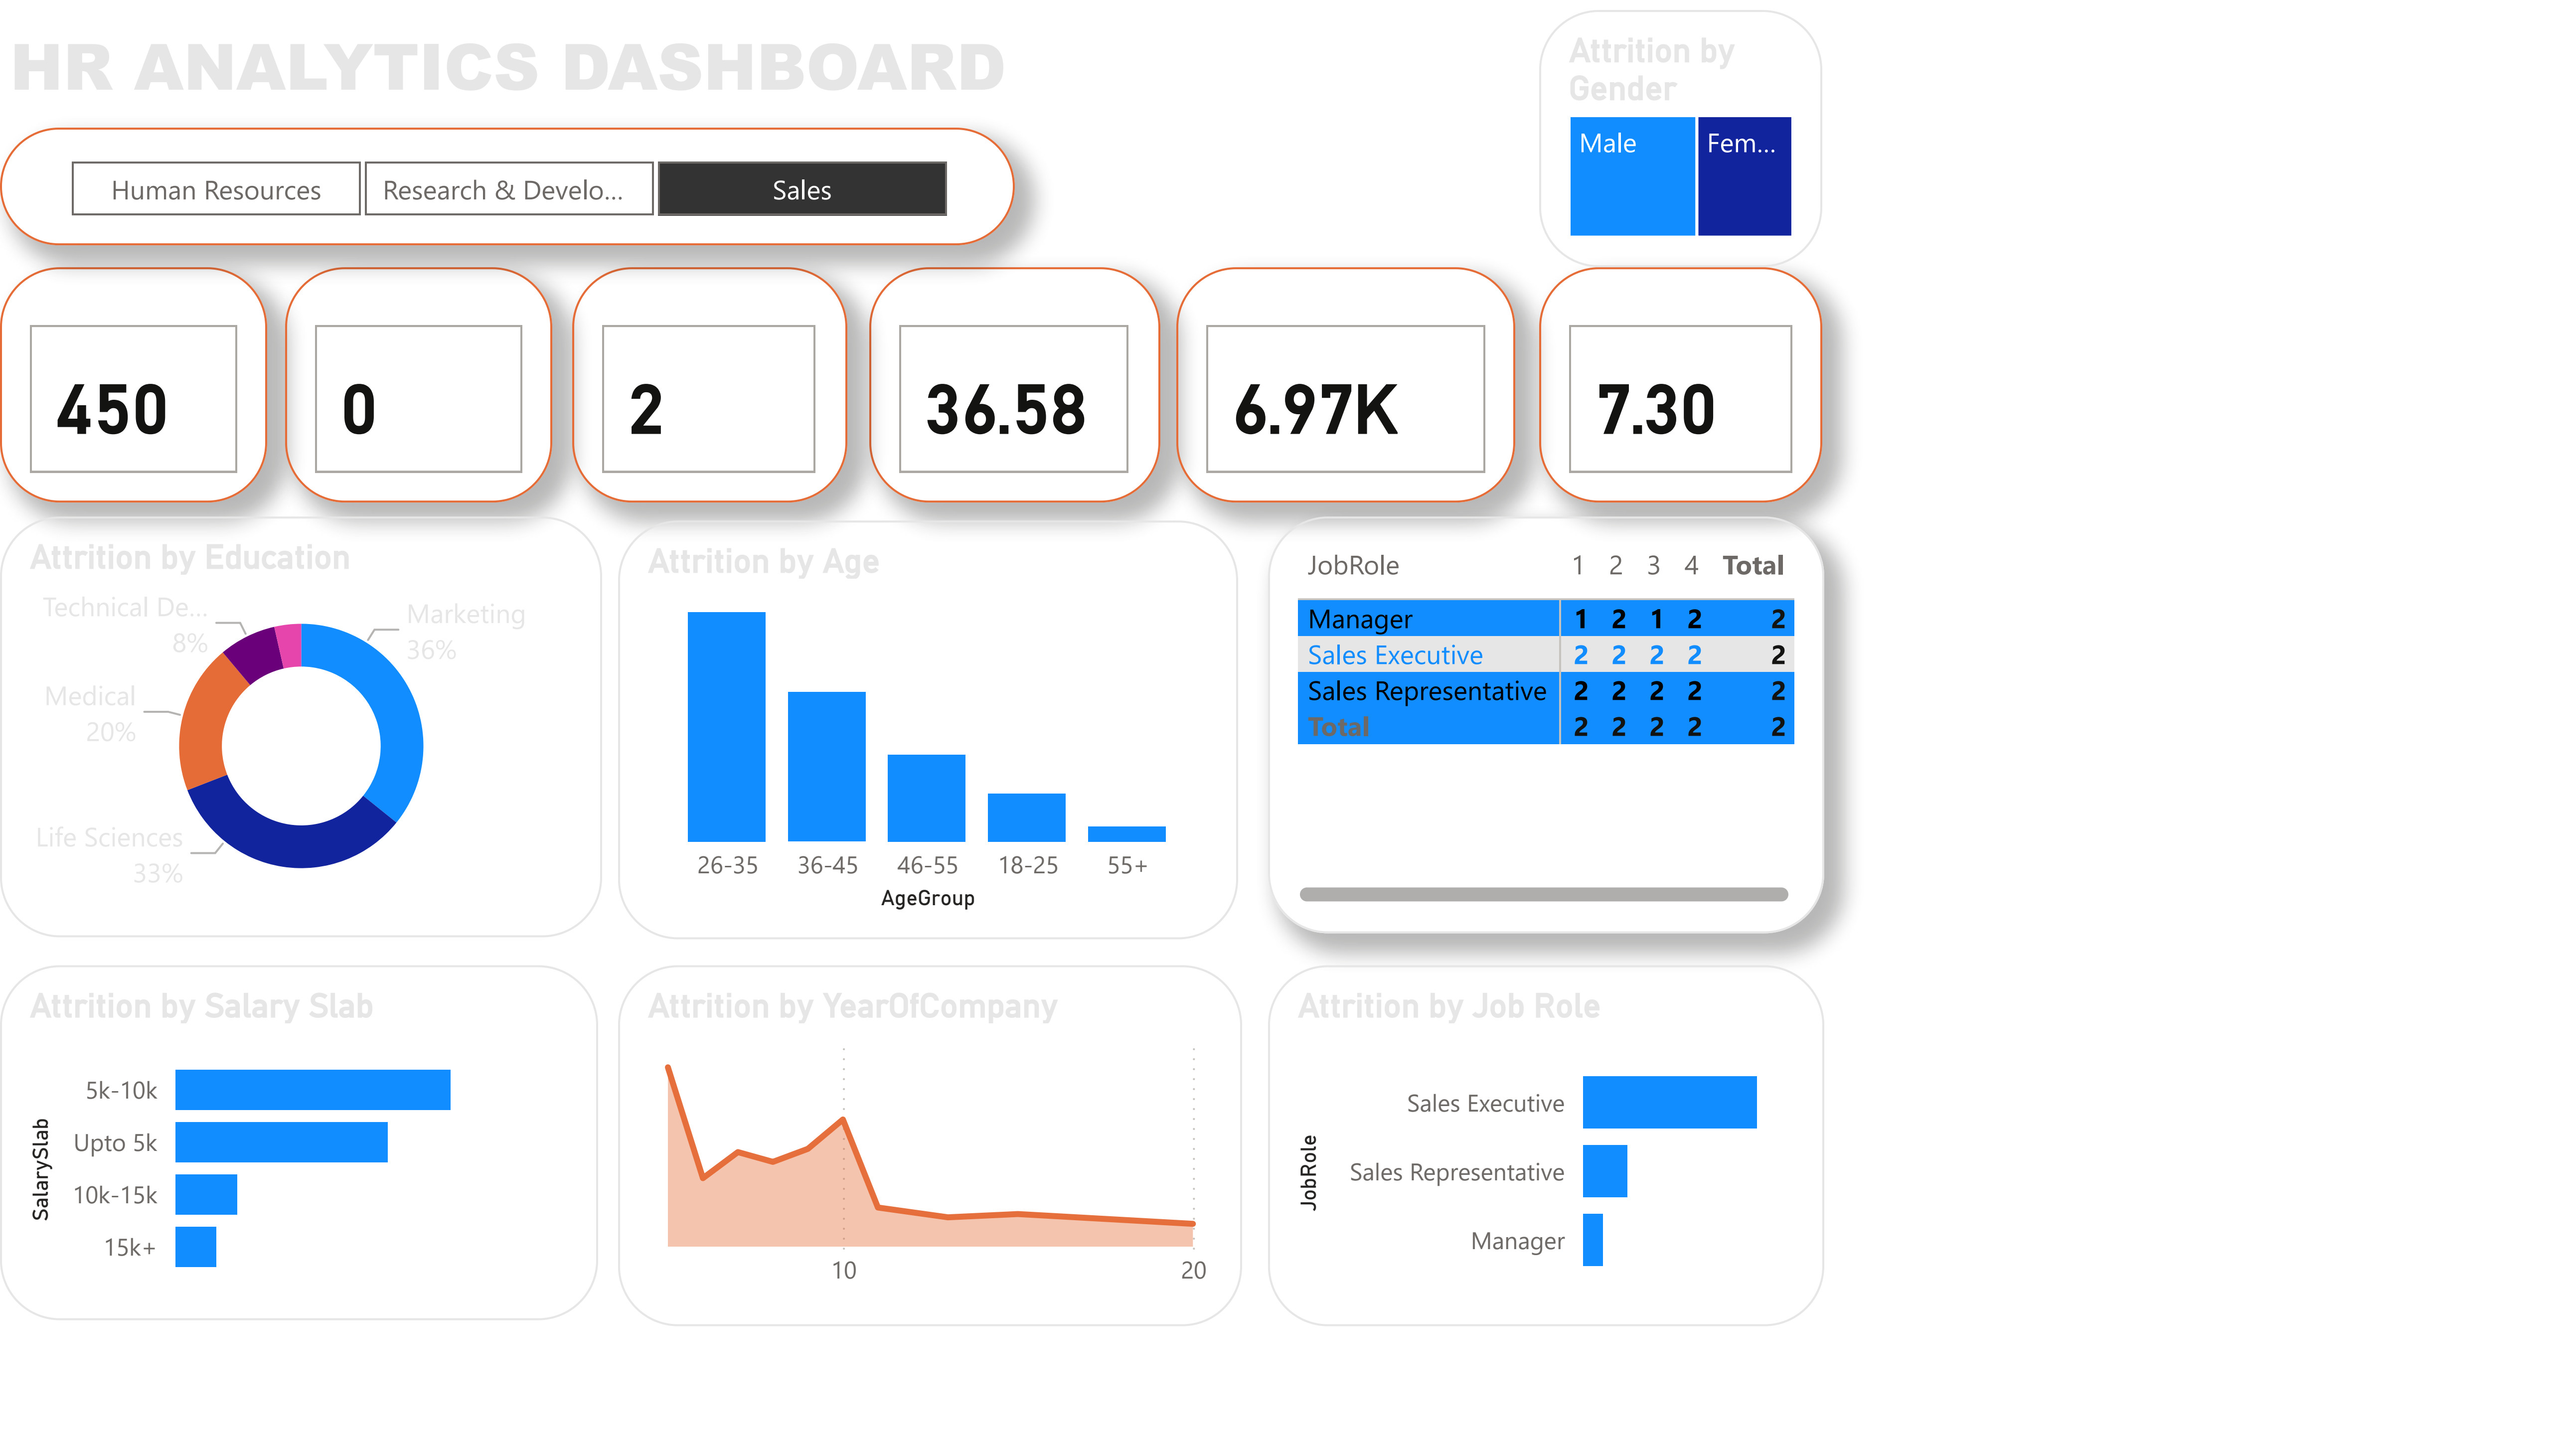 HR ANALYTICS DASHBOARD
Attrition by
Gender
Male
Fem...
Human Resources
Research & Develo...
Sales
450
0
2
36.58
6.97K
7.30
Attrition by Education
Technical De...
8%
Marketing
36%
Medical
20%
Life Sciences
33%
Attrition by Age
26-35
36-45
46-55
18-25
55+
AgeGroup
JobRole 1 2 3 4 Total
Manager 1 2 1 2 2
Sales Executive 2 2 2 2 2
Sales Representative 2 2 2 2 2
Total 2 2 2 2 2
Attrition by Salary Slab
SalarySlab
5k-10k
Upto 5k
10k-15k
15k+
Attrition by YearOfCompany
10
20
Attrition by Job Role
JobRole
Sales Executive
Sales Representative
Manager